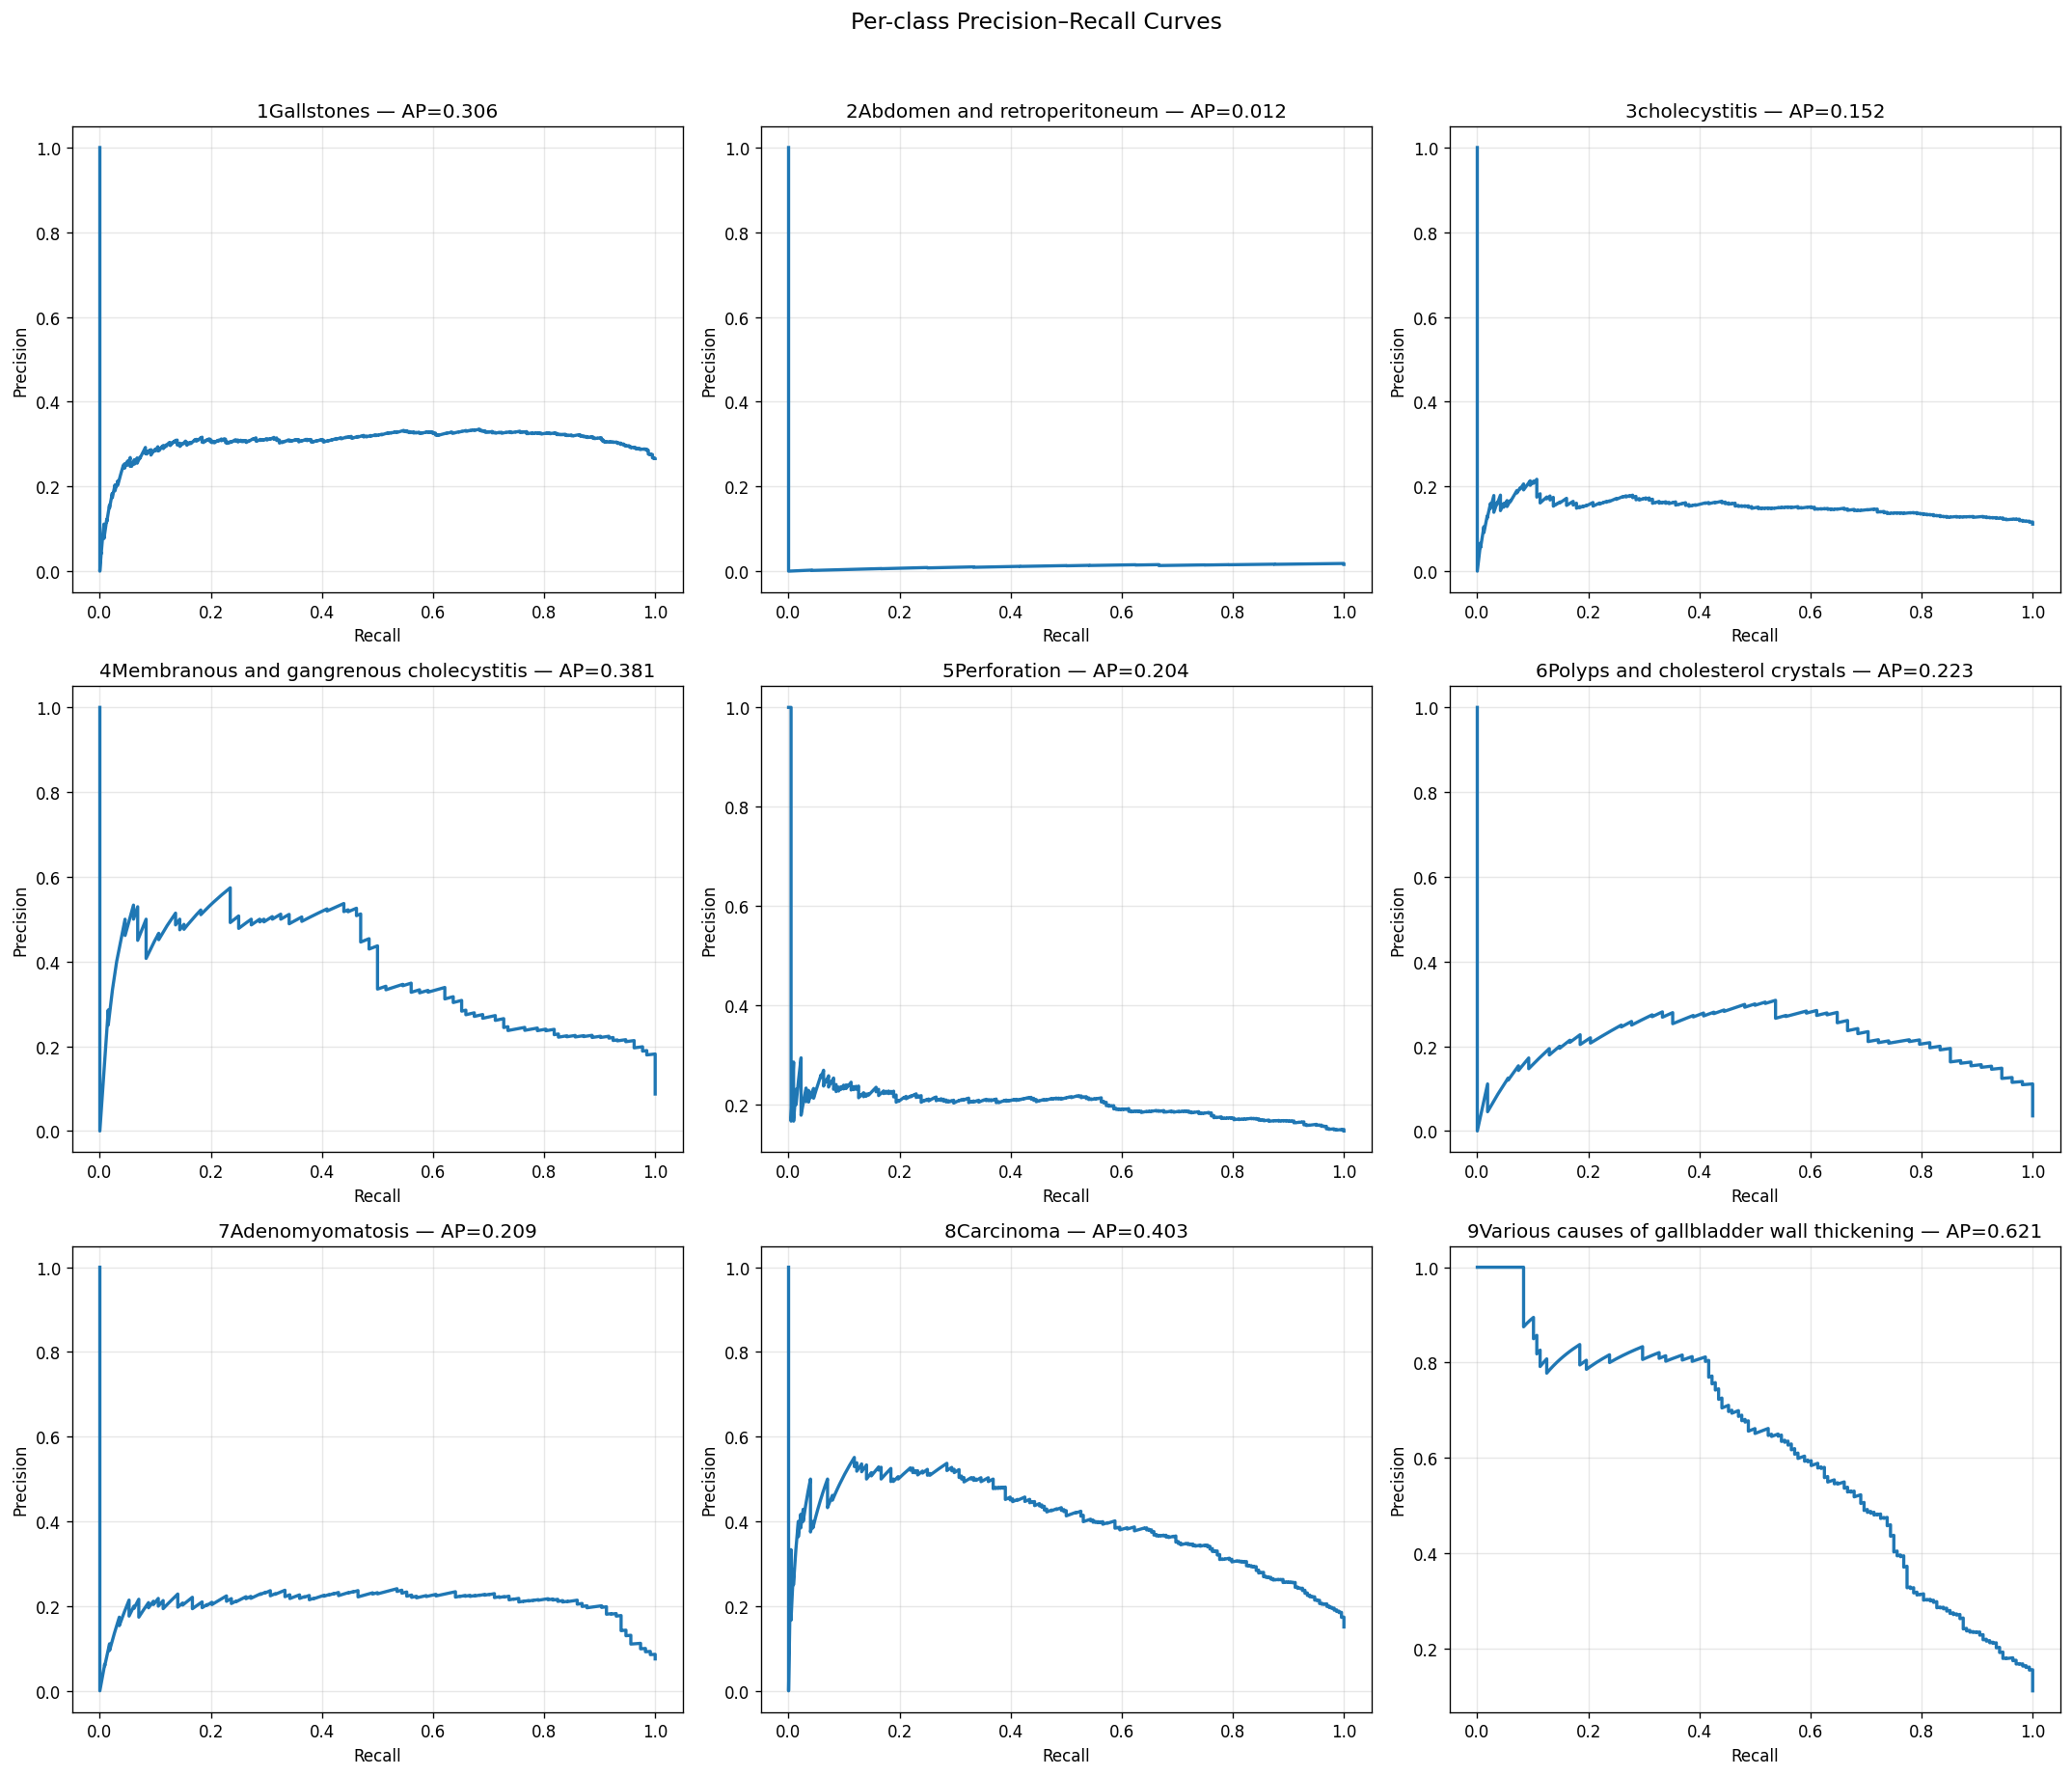 Per-class Precision–Recall Curves
1Gallstones — AP=0.306
1.0
0.8
0.6
0.4
0.2
0.0
Precision
0.0 0.2 0.4 0.6 0.8 1.0
Recall
2Abdomen and retroperitoneum — AP=0.012
1.0
0.8
0.6
0.4
0.2
0.0
Precision
0.0 0.2 0.4 0.6 0.8 1.0
Recall
3cholecystitis — AP=0.152
1.0
0.8
0.6
0.4
0.2
0.0
Precision
0.0 0.2 0.4 0.6 0.8 1.0
Recall
4Membranous and gangrenous cholecystitis — AP=0.381
1.0
0.8
0.6
0.4
0.2
0.0
Precision
0.0 0.2 0.4 0.6 0.8 1.0
Recall
5Perforation — AP=0.204
1.0
0.8
0.6
0.4
0.2
Precision
0.0 0.2 0.4 0.6 0.8 1.0
Recall
6Polyps and cholesterol crystals — AP=0.223
1.0
0.8
0.6
0.4
0.2
0.0
Precision
0.0 0.2 0.4 0.6 0.8 1.0
Recall
7Adenomyomatosis — AP=0.209
1.0
0.8
0.6
0.4
0.2
0.0
Precision
0.0 0.2 0.4 0.6 0.8 1.0
Recall
8Carcinoma — AP=0.403
1.0
0.8
0.6
0.4
0.2
0.0
Precision
0.0 0.2 0.4 0.6 0.8 1.0
Recall
9Various causes of gallbladder wall thickening — AP=0.621
1.0
0.8
0.6
0.4
0.2
Precision
0.0 0.2 0.4 0.6 0.8 1.0
Recall